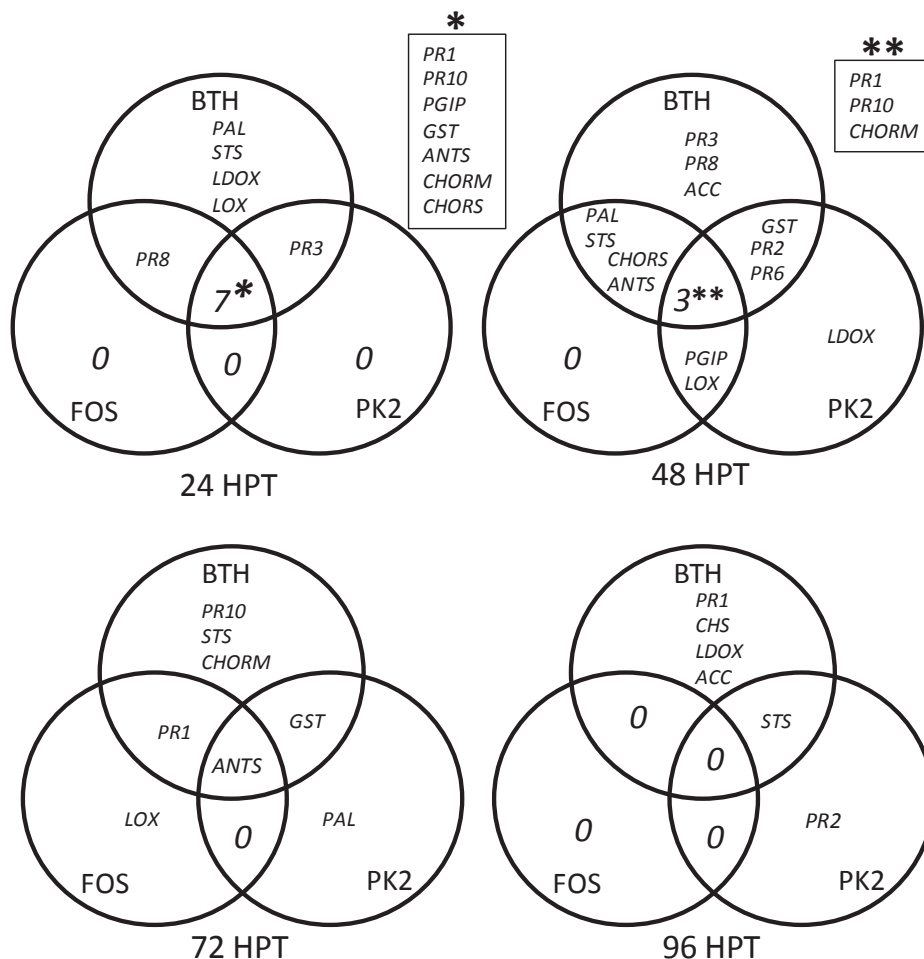 *
PR1
PR10
PGIP
GST
ANTS
CHORM
CHORS
BTH
PAL
STS
LDOX
LOX
PR8
PR3
7*
0
0
0
FOS
PK2
24 HPT
**
PR1
PR10
CHORM
BTH
PR3
PR8
ACC
PAL
STS
CHORS
ANTS
GST
PR2
PR6
3**
0
PGIP
LOX
LDOX
FOS
PK2
48 HPT
BTH
PR10
STS
CHORM
PR1
GST
ANTS
LOX
0
PAL
FOS
PK2
72 HPT
BTH
PR1
CHS
LDOX
ACC
0
STS
0
0
0
PR2
FOS
PK2
96 HPT